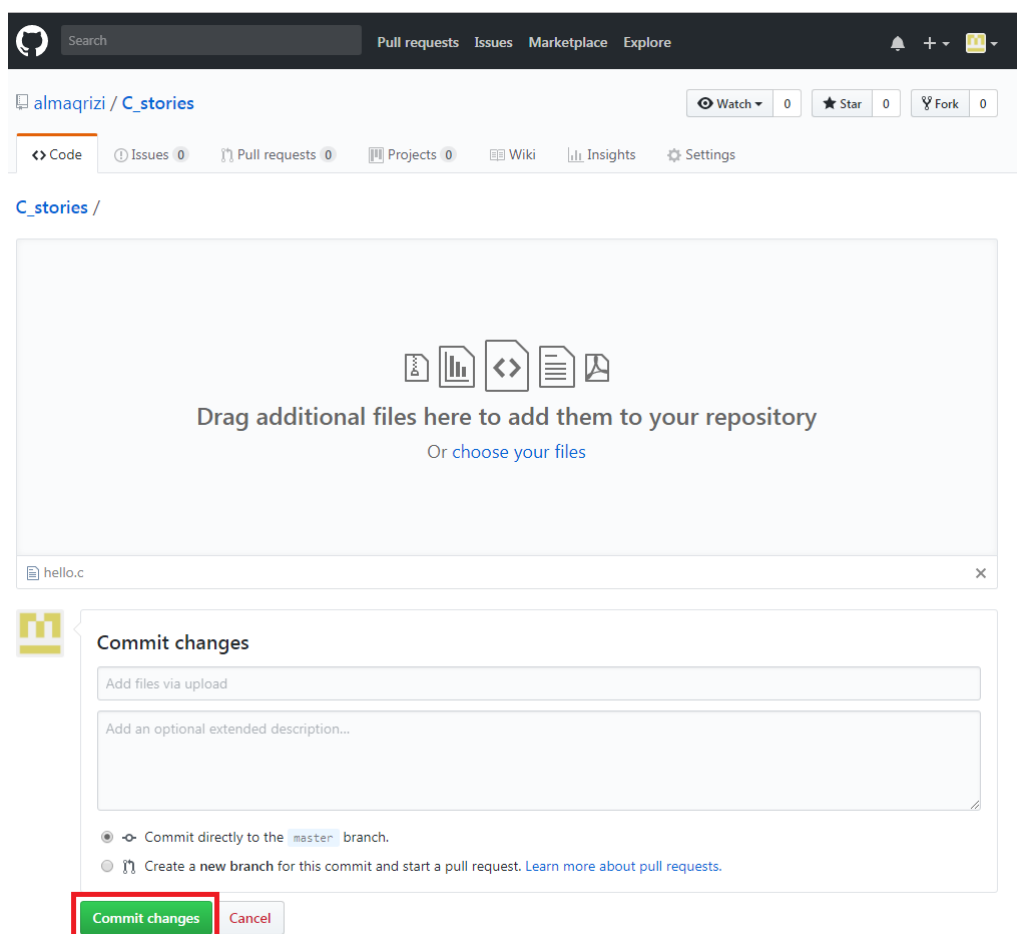 Search Pull requests Issues Marketplace Explore
almaqrizi / C_stories Watch 0 Star 0 Fork 0
Code Issues 0 Pull requests 0 Projects 0 Wiki Insights Settings
C_stories /
Drag additional files here to add them to your repository
Or choose your files
hello.c
Commit changes
Add files via upload
Add an optional extended description...
Commit directly to the master branch.
Create a new branch for this commit and start a pull request. Learn more about pull requests.
Commit changes Cancel